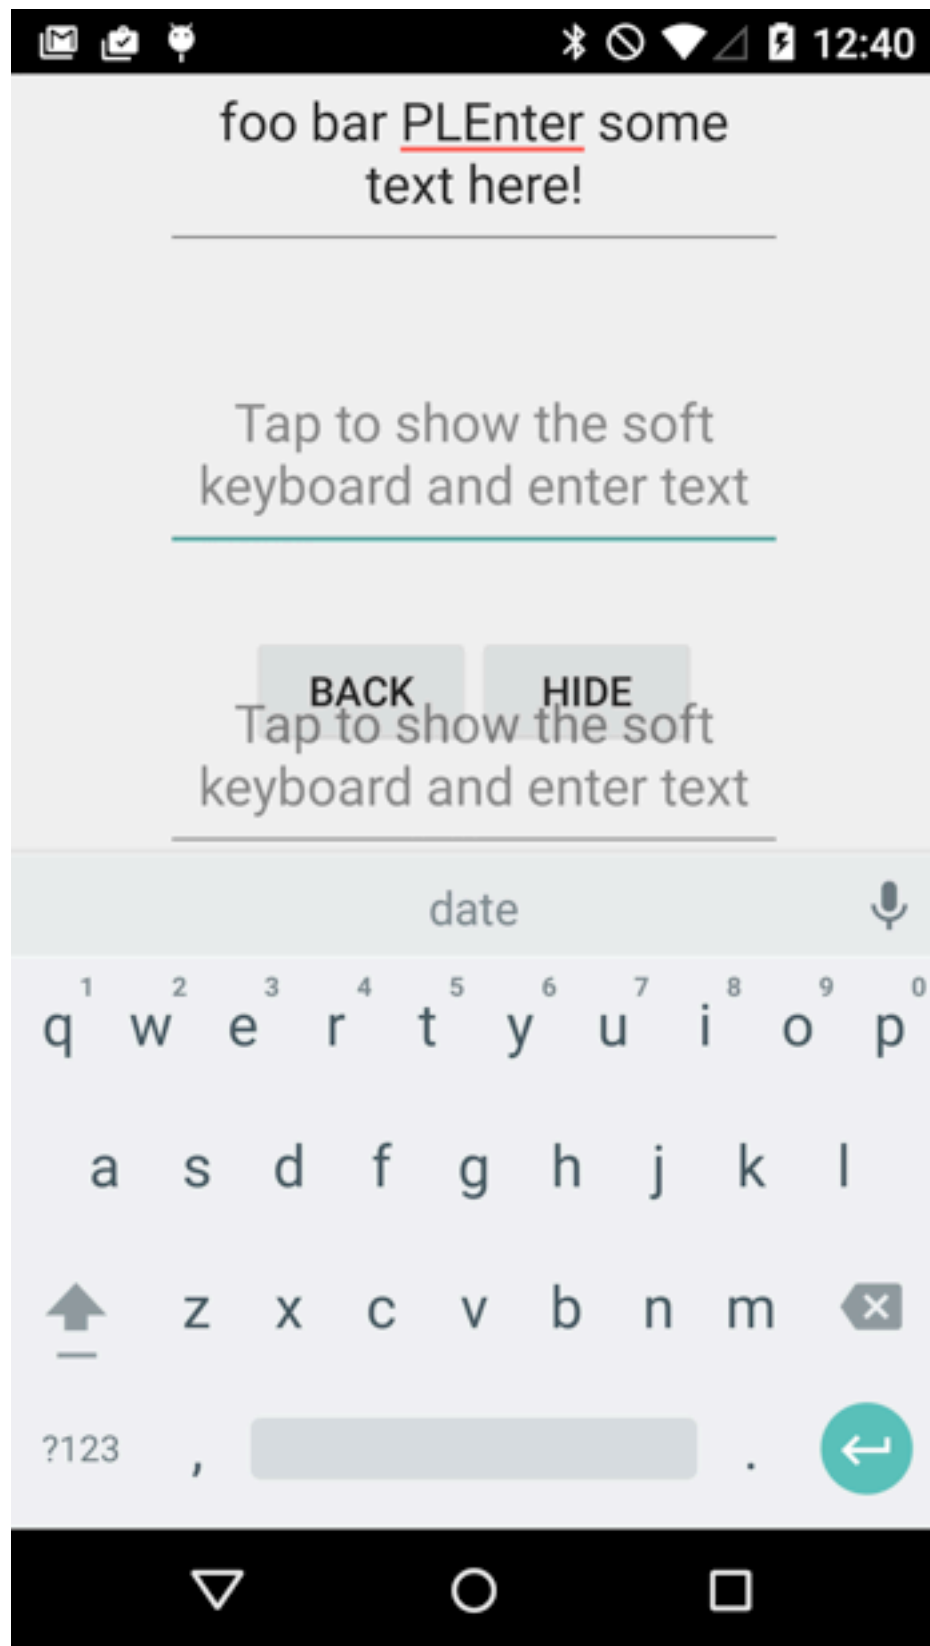 12:40
foo bar PLEnter some
text here!
Tap to show the soft
keyboard and enter text
BACK HIDE
Tap to show the soft
keyboard and enter text
date
1 2 3 4 5 6 7 8 9 0
q w e r t y u i o p
a s d f g h j k l
z x c v b n m
?123 , .